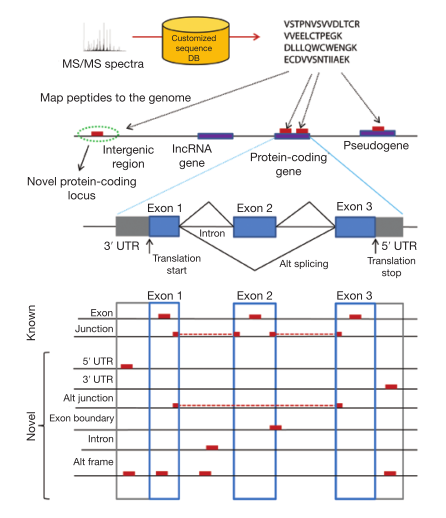 MS/MS spectra
Customized
sequence
DB
VSTPNVSVVDLTCR
VVEELCTPEGK
DLLLQWCWENGK
ECDVVSNTIIAEK
Map peptides to the genome
Intergenic
region
lncRNA
gene
Protein-coding
gene
Pseudogene
Novel protein-coding
locus
Exon 1
Exon 2
Exon 3
3′ UTR
Intron
5′ UTR
Translation
start
Alt splicing
Translation
stop
Exon 1
Exon 2
Exon 3
Known
Exon
Junction
Novel
5′ UTR
3′ UTR
Alt junction
Exon boundary
Intron
Alt frame